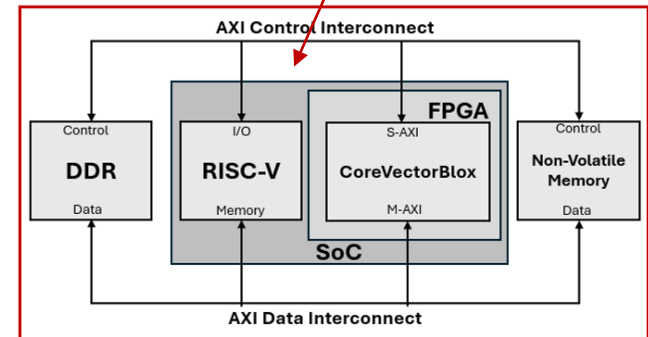 AXI Control Interconnect
FPGA
Control
I/O
S-AXI
Control
DDR
RISC-V
CoreVectorBlox
Non-Volatile
Memory
Data
Memory
M-AXI
Data
SoC
AXI Data Interconnect